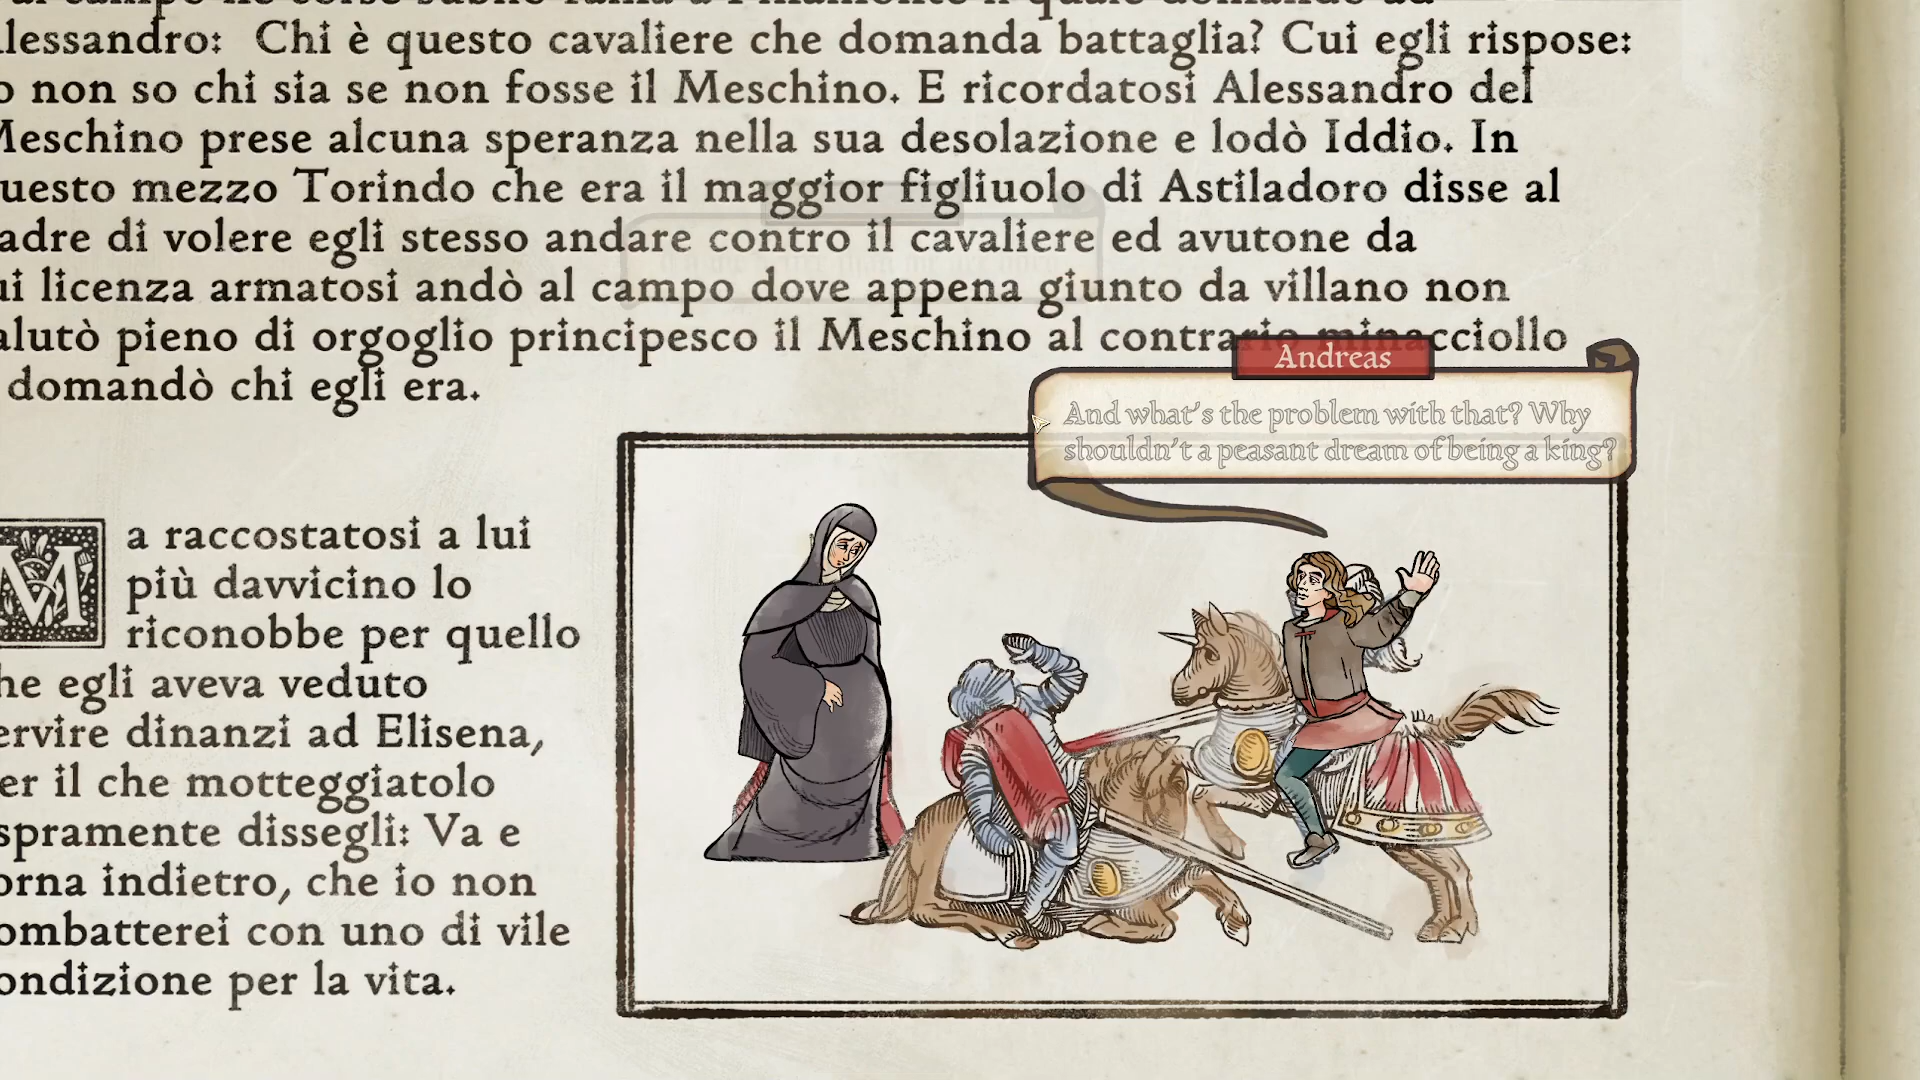 lessandro: Chi è questo cavaliere che domanda battaglia? Cui egli rispose:
o non so chi sia se non fosse il Meschino. E ricordatosi Alessandro del
Meschino prese alcuna speranza nella sua desolazione e lodò Iddio. In
uesto mezzo Torindo che era il maggior figliuolo di Astiladoro disse al
adre di volere egli stesso andare contro il cavaliere ed avutone da
ui licenza armatosi andò al campo dove appena giunto da villano non
alutò pieno di orgoglio principesco il Meschino al contrario minacciollo
domandò chi egli era.
Andreas
And what's the problem with that? Why
shouldn't a peasant dream of being a king?
Ma raccostatosi a lui
più davvicino lo
riconobbe per quello
he egli aveva veduto
ervire dinanzi ad Elisena,
er il che motteggiatolo
spramente dissegli: Va e
orna indietro, che io non
ombatterei con uno di vile
ondizione per la vita.